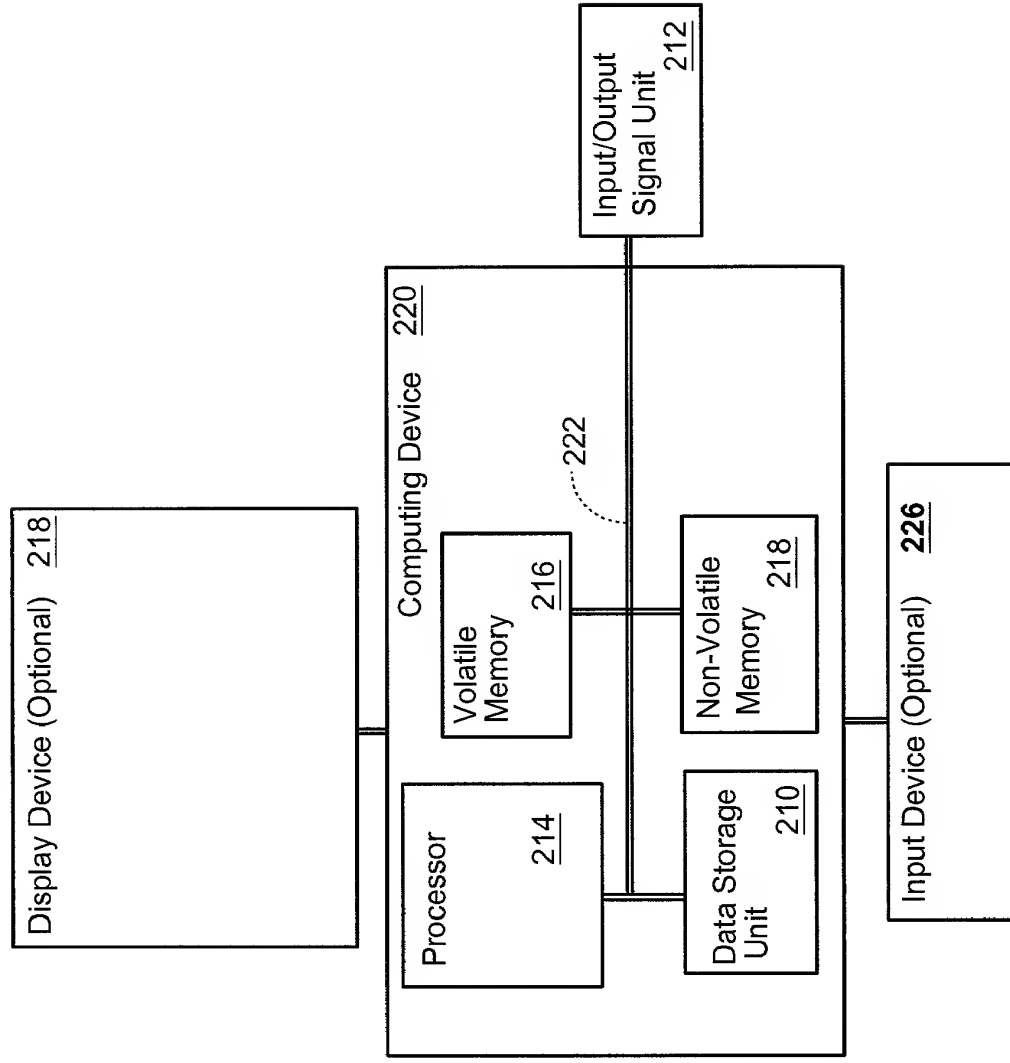 Display Device (Optional) 218
Computing Device 220
Processor
214
Volatile
Memory
216
222
Data Storage
Unit
210
Non-Volatile
Memory
218
Input/Output
Signal Unit
212
Input Device (Optional) 226